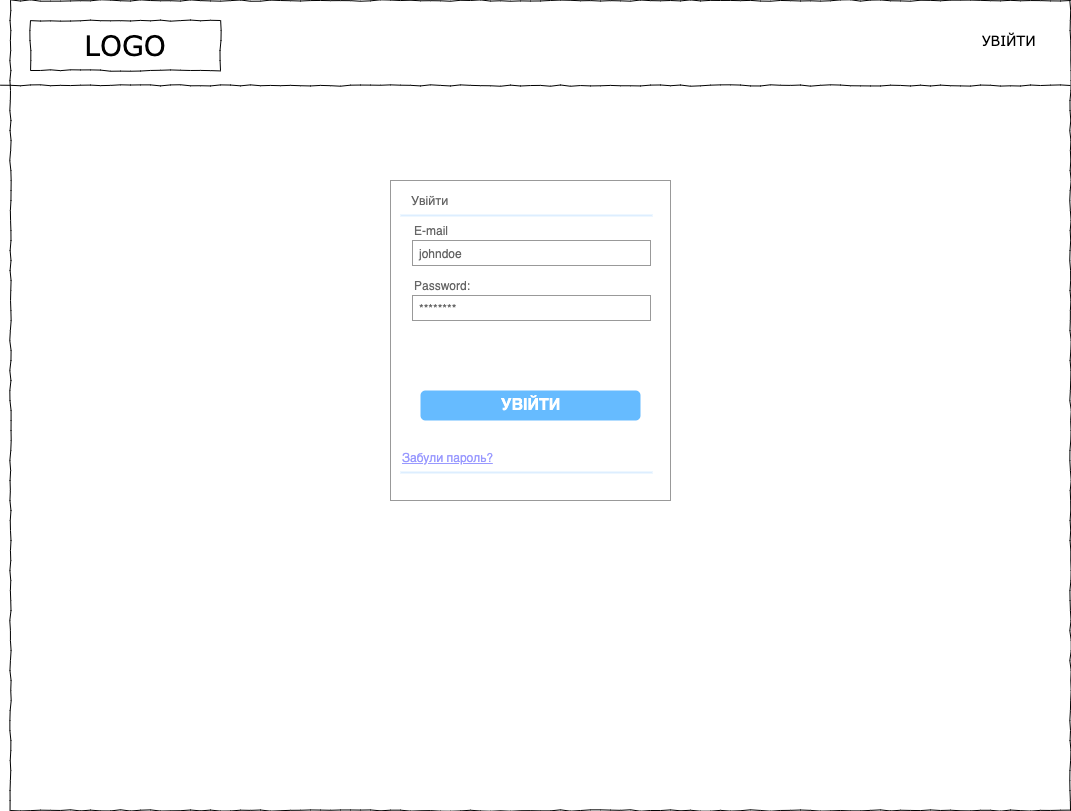 LOGO
УВІЙТИ
Увійти
E-mail
johndoe
Password:
********
УВІЙТИ
Забули пароль?